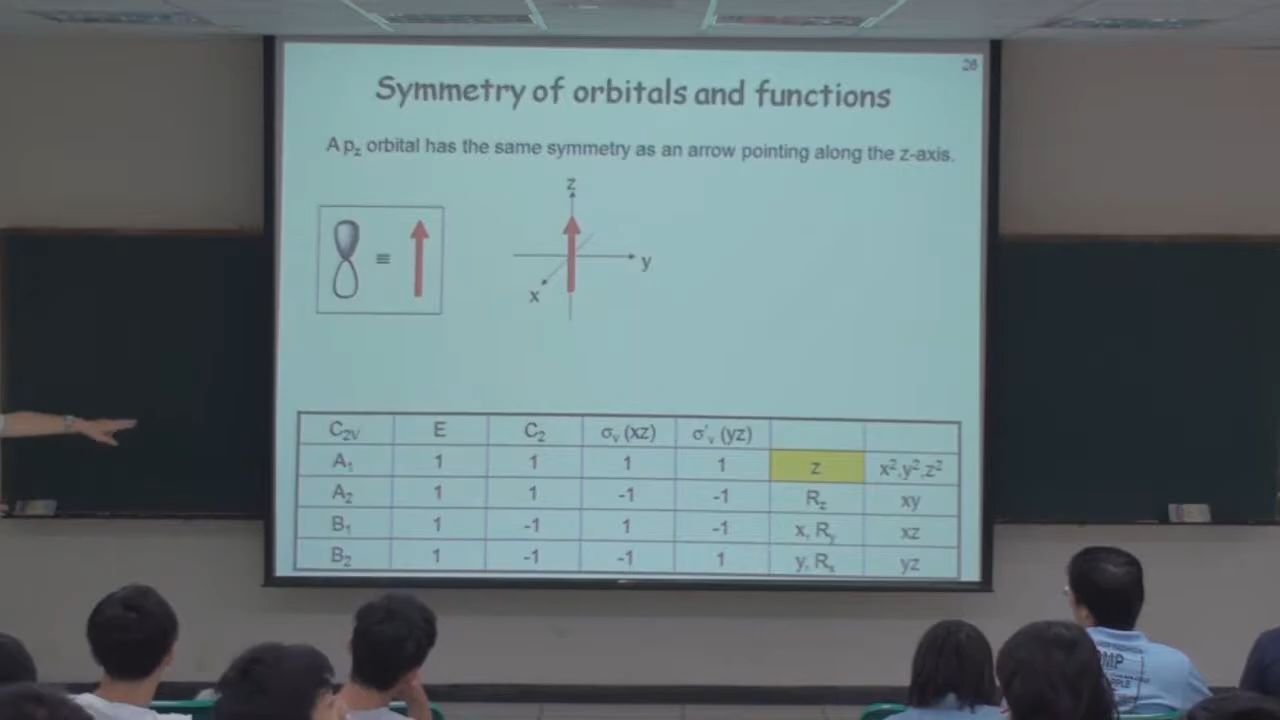 26
Symmetry of orbitals and functions
A p_z orbital has the same symmetry as an arrow pointing along the z-axis.
z
≡
y
x
C₂ᵥ E C₂ σᵥ (xz) σ'ᵥ (yz)
A₁ 1 1 1 1 z x²,y²,z²
A₂ 1 1 -1 -1 R_z xy
B₁ 1 -1 1 -1 x, R_y xz
B₂ 1 -1 -1 1 y, Rₓ yz